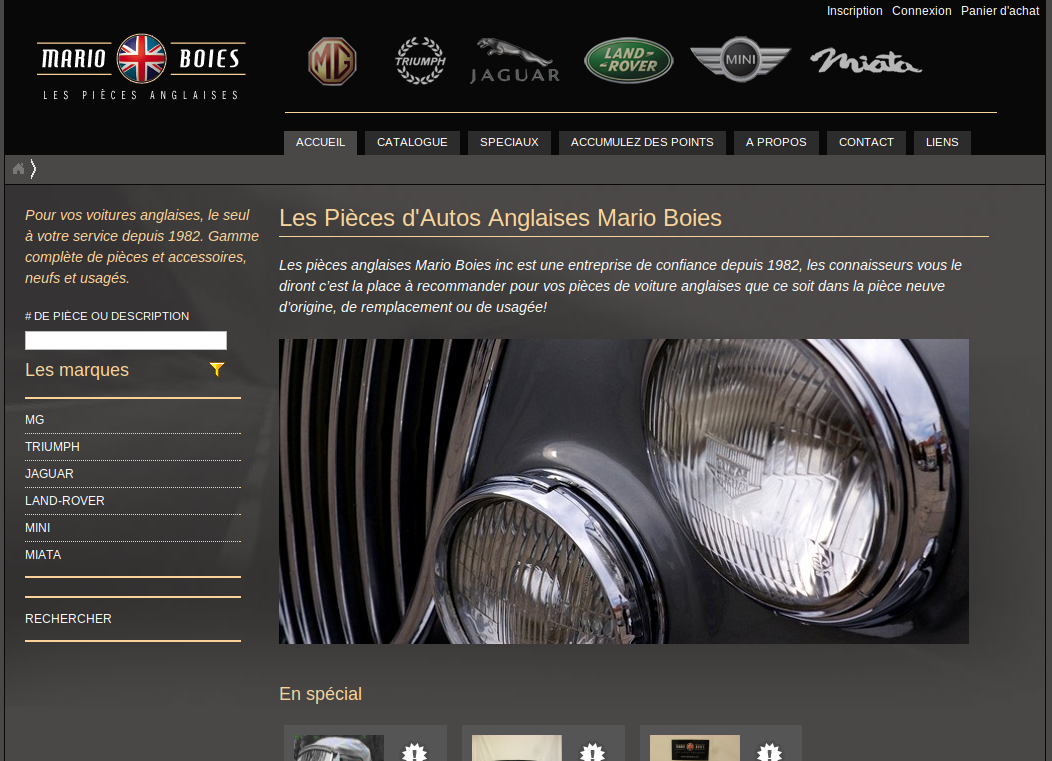 Inscription Connexion Panier d'achat
MARIO BOIES
LES PIÈCES ANGLAISES
MG TRIUMPH JAGUAR LAND-ROVER MINI Miata
ACCUEIL CATALOGUE SPECIAUX ACCUMULEZ DES POINTS A PROPOS CONTACT LIENS
Pour vos voitures anglaises, le seul
à votre service depuis 1982. Gamme
complète de pièces et accessoires,
neufs et usagés.
# DE PIÈCE OU DESCRIPTION
Les marques
MG
TRIUMPH
JAGUAR
LAND-ROVER
MINI
MIATA
RECHERCHER
Les Pièces d'Autos Anglaises Mario Boies
Les pièces anglaises Mario Boies inc est une entreprise de confiance depuis 1982, les connaisseurs vous le
diront c'est la place à recommander pour vos pièces de voiture anglaises que ce soit dans la pièce neuve
d'origine, de remplacement ou de usagée!
En spécial